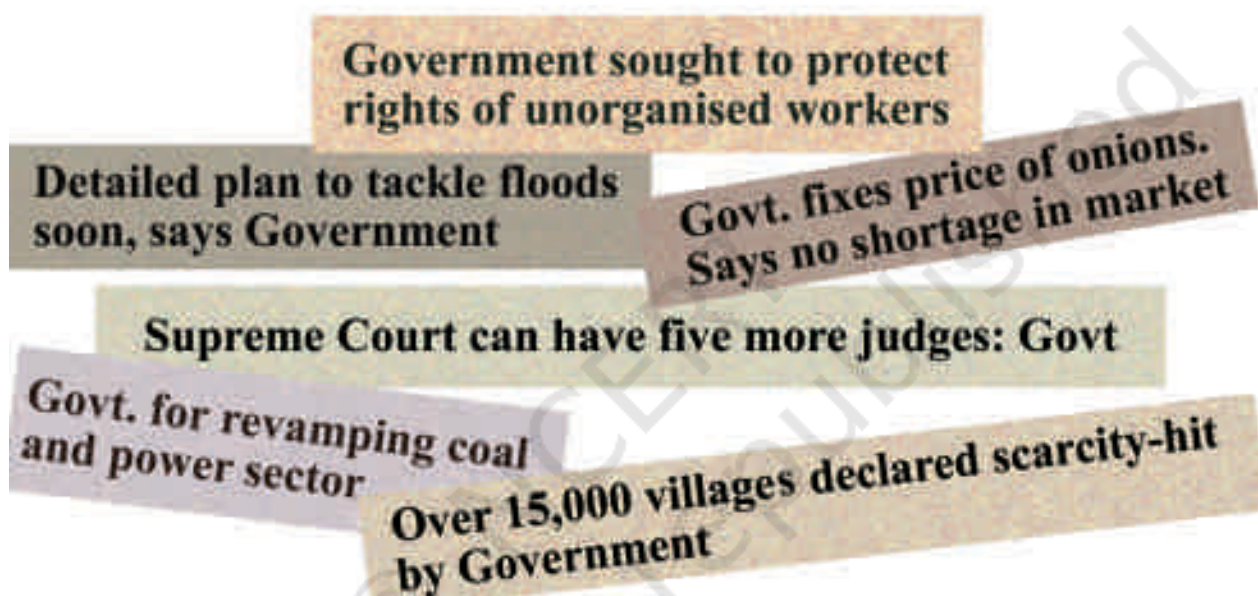 Government sought to protect
rights of unorganised workers
Detailed plan to tackle floods
soon, says Government
Govt. fixes price of onions.
Says no shortage in market
Supreme Court can have five more judges: Govt
Govt. for revamping coal
and power sector
Over 15,000 villages declared scarcity-hit
by Government